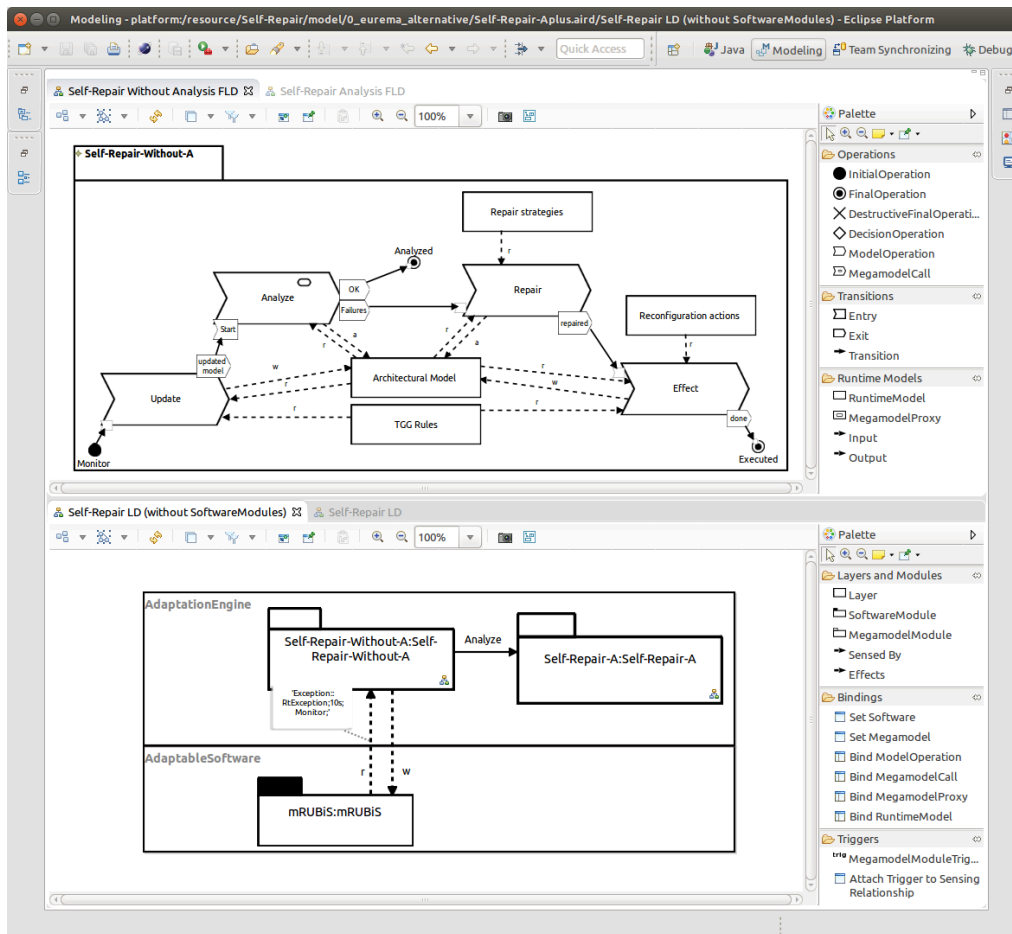 Modeling - platform:/resource/Self-Repair/model/0_eurema_alternative/Self-Repair-Aplus.aird/Self-Repair LD (without SoftwareModules) - Eclipse Platform
Quick Access
Java
Modeling
Team Synchronizing
Debug
Self-Repair Without Analysis FLD
Self-Repair Analysis FLD
100%
Self-Repair-Without-A
Repair strategies
r
Analyzed
Analyze
OK
Failures
Repair
Start
a
r
r
a
repaired
Reconfiguration actions
r
updated
model
w
r
Architectural Model
r
w
Update
Effect
r
TGG Rules
r
done
Monitor
Executed
Palette
Operations
InitialOperation
FinalOperation
DestructiveFinalOperati...
DecisionOperation
ModelOperation
MegamodelCall
Transitions
Entry
Exit
Transition
Runtime Models
RuntimeModel
MegamodelProxy
Input
Output
Self-Repair LD (without SoftwareModules)
Self-Repair LD
100%
AdaptationEngine
Self-Repair-Without-A:Self-
Repair-Without-A
Analyze
Self-Repair-A:Self-Repair-A
'Exception::
RtException;10s;
Monitor;'
AdaptableSoftware
r
w
mRUBiS:mRUBiS
Palette
Layers and Modules
Layer
SoftwareModule
MegamodelModule
Sensed By
Effects
Bindings
Set Software
Set Megamodel
Bind ModelOperation
Bind MegamodelCall
Bind MegamodelProxy
Bind RuntimeModel
Triggers
trig MegamodelModuleTrig...
Attach Trigger to Sensing
Relationship